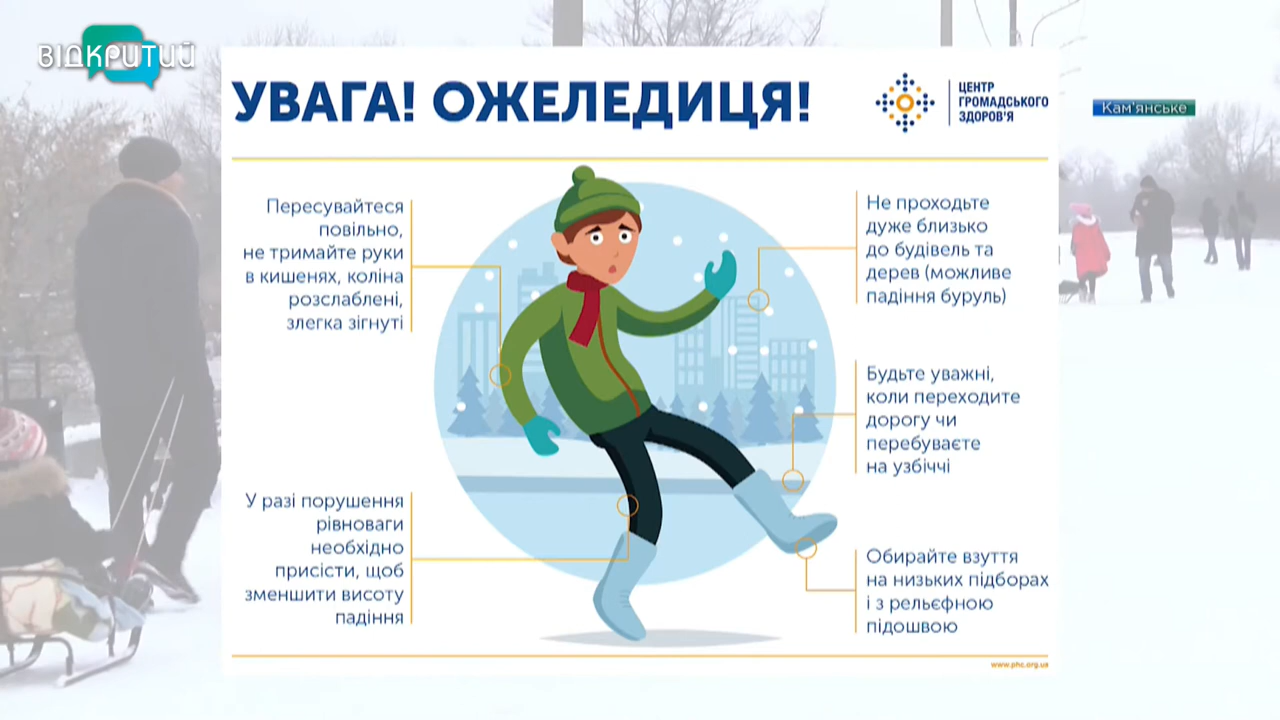 ВІДКРИТИЙ
УВАГА! ОЖЕЛЕДИЦЯ!
ЦЕНТР
ГРОМАДСЬКОГО
ЗДОРОВ'Я
Кам'янське
Пересувайтеся
повільно,
не тримайте руки
в кишенях, коліна
розслаблені,
злегка зігнуті
У разі порушення
рівноваги
необхідно
присісти, щоб
зменшити висоту
падіння
Не проходьте
дуже близько
до будівель та
дерев (можливе
падіння буруль)
Будьте уважні,
коли переходите
дорогу чи
перебуваєте
на узбіччі
Обирайте взуття
на низьких підборах
і з рельєфною
підошвою
www.phc.org.ua